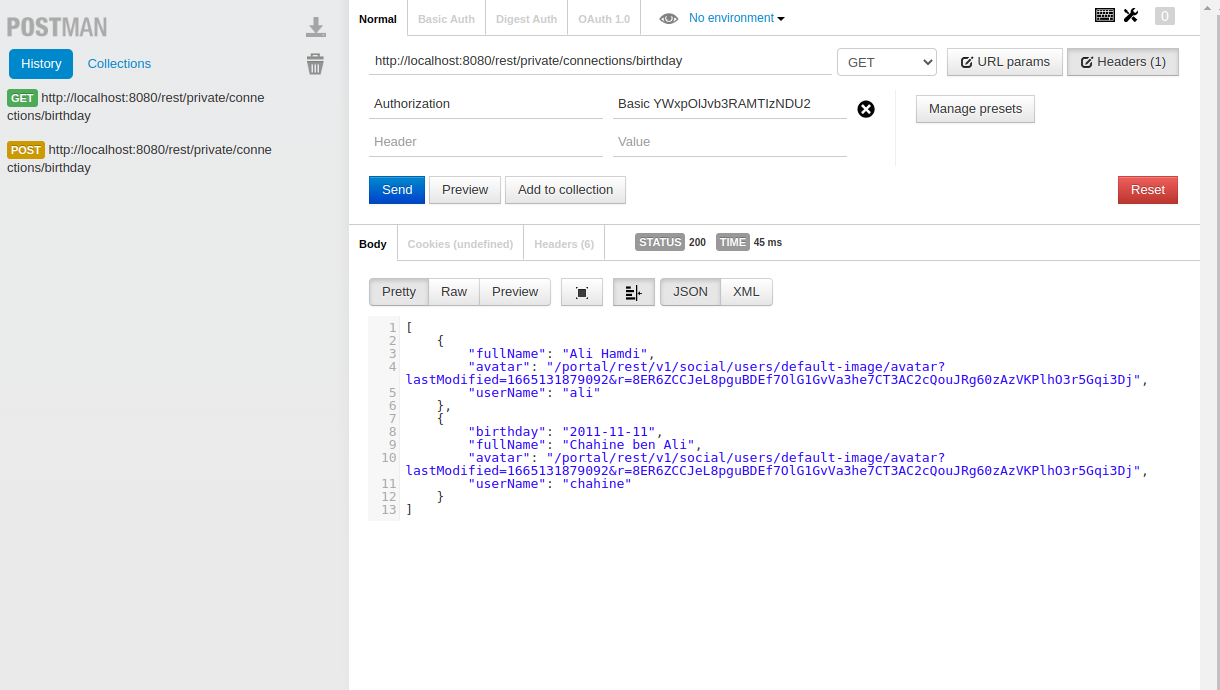 POSTMAN
History Collections
GET http://localhost:8080/rest/private/conne
ctions/birthday
POST http://localhost:8080/rest/private/conne
ctions/birthday
Normal Basic Auth Digest Auth OAuth 1.0 No environment 0
http://localhost:8080/rest/private/connections/birthday GET URL params Headers (1)
Authorization Basic YWxpOlJvb3RAMTIzNDU2 Manage presets
Header Value
Send Preview Add to collection Reset
Body Cookies (undefined) Headers (6) STATUS 200 TIME 45 ms
Pretty Raw Preview JSON XML
1 [
2 {
3 "fullName": "Ali Hamdi",
4 "avatar": "/portal/rest/v1/social/users/default-image/avatar?
lastModified=1665131879092&r=8ER6ZCCJeL8pguBDEf7OlG1GvVa3he7CT3AC2cQouJRg60zAzVKPlhO3r5Gqi3Dj",
5 "userName": "ali"
6 },
7 {
8 "birthday": "2011-11-11",
9 "fullName": "Chahine ben Ali",
10 "avatar": "/portal/rest/v1/social/users/default-image/avatar?
lastModified=1665131879092&r=8ER6ZCCJeL8pguBDEf7OlG1GvVa3he7CT3AC2cQouJRg60zAzVKPlhO3r5Gqi3Dj",
11 "userName": "chahine"
12 }
13 ]